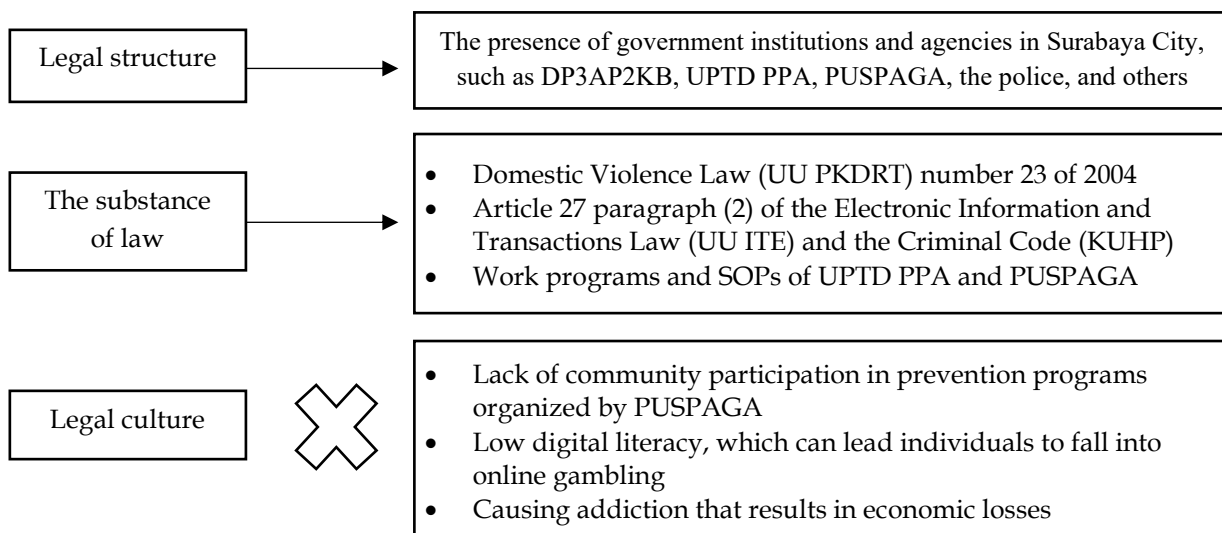 Legal structure
The presence of government institutions and agencies in Surabaya City,
such as DP3AP2KB, UPTD PPA, PUSPAGA, the police, and others
The substance
of law
• Domestic Violence Law (UU PKDRT) number 23 of 2004
• Article 27 paragraph (2) of the Electronic Information and
Transactions Law (UU ITE) and the Criminal Code (KUHP)
• Work programs and SOPs of UPTD PPA and PUSPAGA
Legal culture
• Lack of community participation in prevention programs
organized by PUSPAGA
• Low digital literacy, which can lead individuals to fall into
online gambling
• Causing addiction that results in economic losses